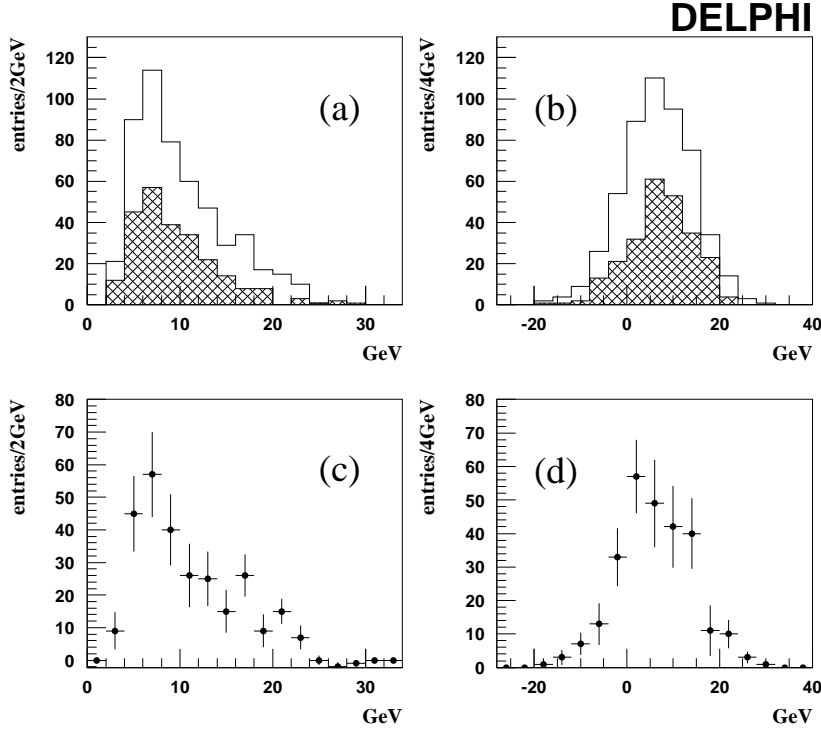 DELPHI
entries/2GeV
120
100
80
60
40
20
0
(a)
0 10 20 30
GeV
entries/4GeV
120
100
80
60
40
20
0
(b)
-20 0 20 40
GeV
entries/2GeV
80
70
60
50
40
30
20
10
0
(c)
0 10 20 30
GeV
entries/4GeV
80
70
60
50
40
30
20
10
0
(d)
-20 0 20 40
GeV